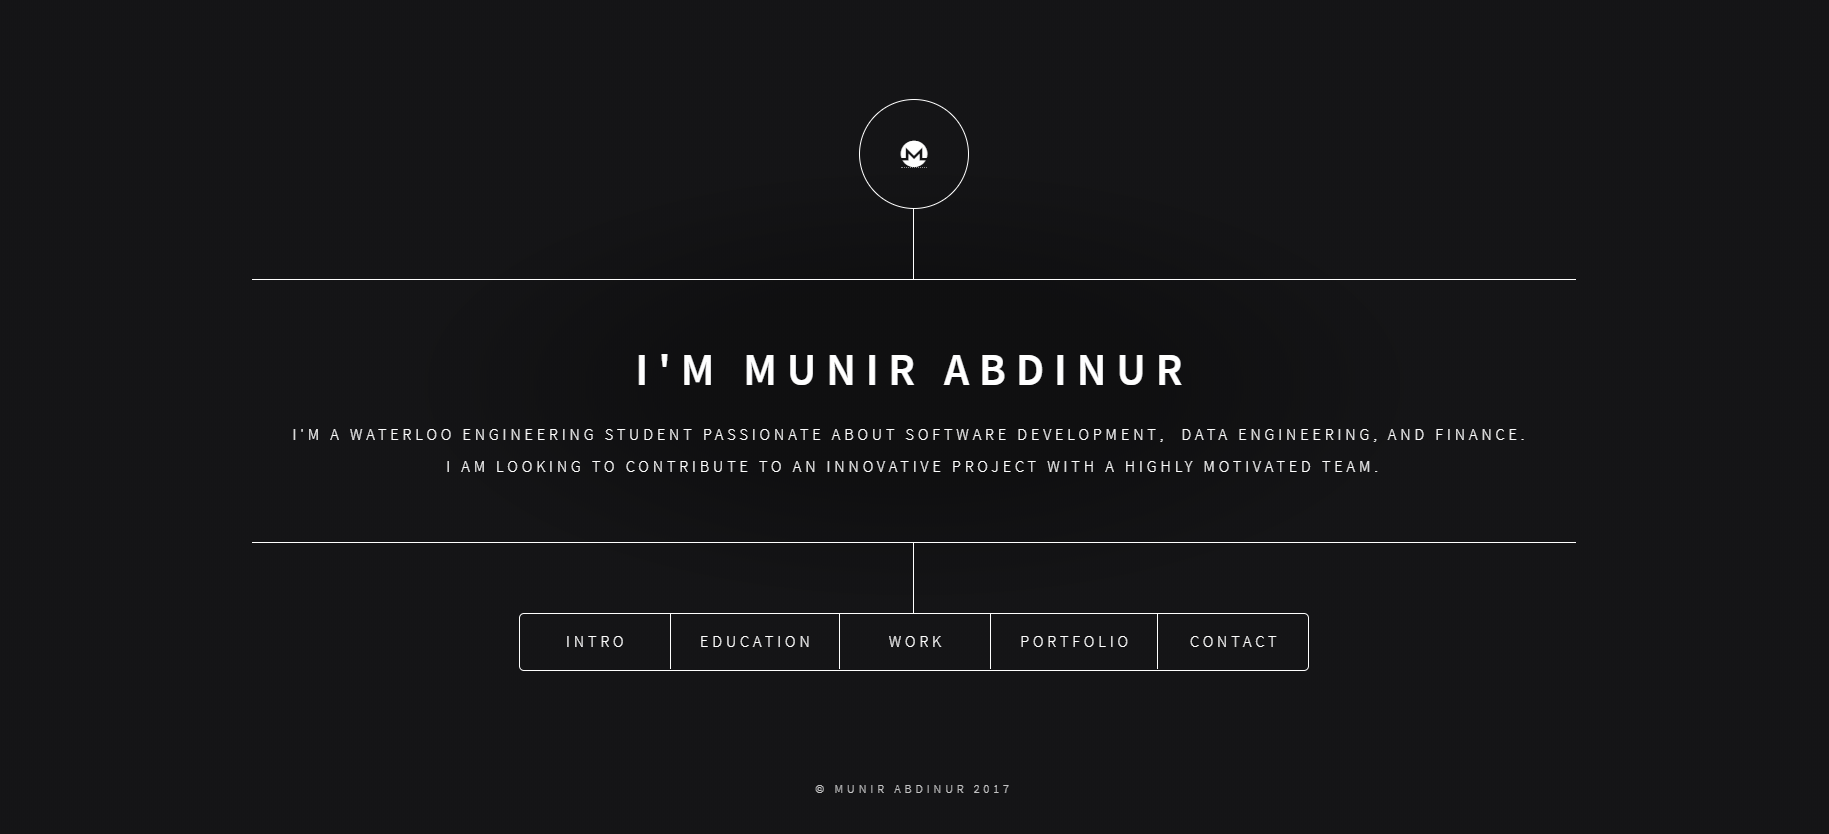 I'M MUNIR ABDINUR
I'M A WATERLOO ENGINEERING STUDENT PASSIONATE ABOUT SOFTWARE DEVELOPMENT,  DATA ENGINEERING, AND FINANCE.
I AM LOOKING TO CONTRIBUTE TO AN INNOVATIVE PROJECT WITH A HIGHLY MOTIVATED TEAM.
INTRO EDUCATION WORK PORTFOLIO CONTACT
© MUNIR ABDINUR 2017